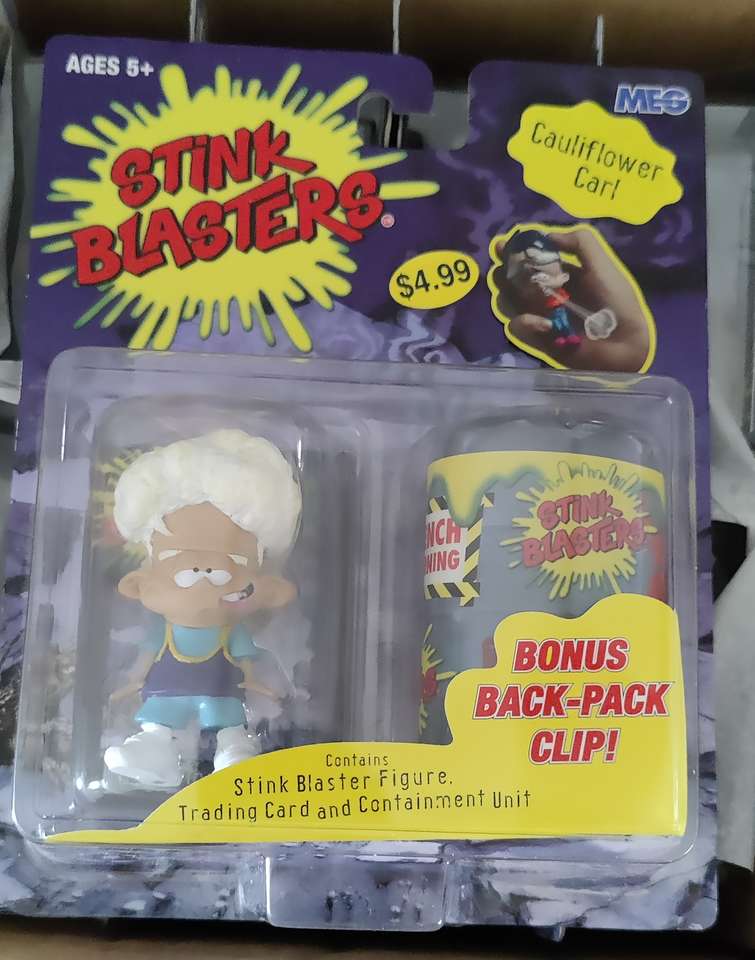 AGES 5+
MEG
STINK
BLASTERS®
Cauliflower
Carl
$4.99
STINK
BLASTERS
BONUS
BACK-PACK
CLIP!
Contains
Stink Blaster Figure,
Trading Card and Containment Unit